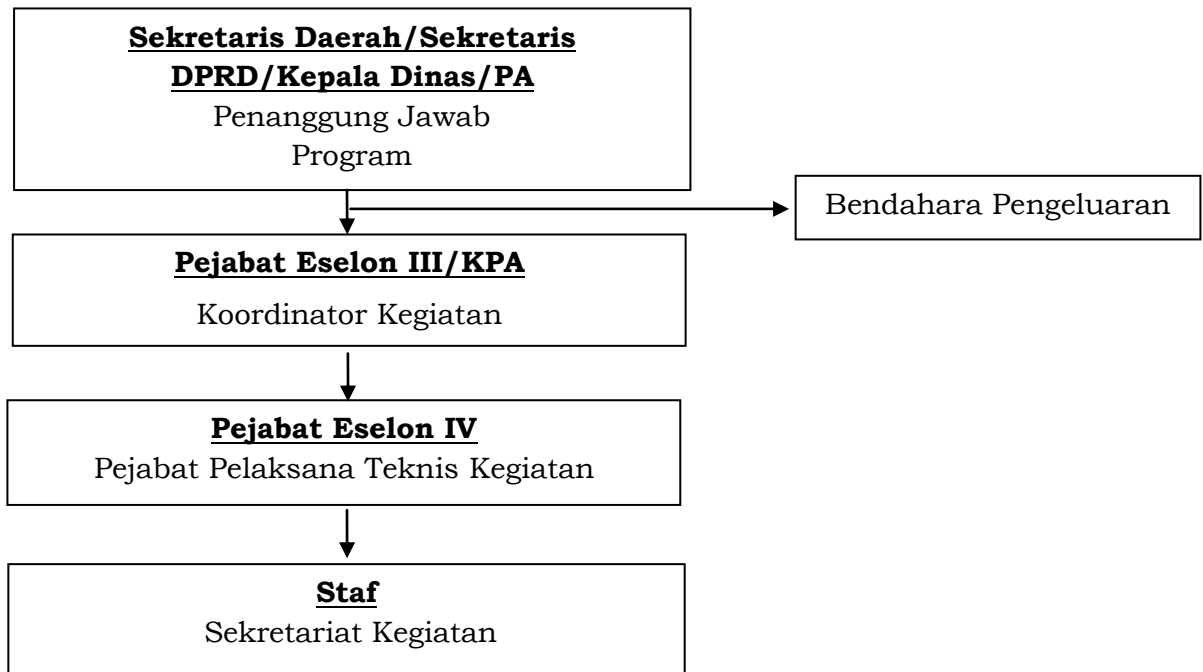 Sekretaris Daerah/Sekretaris
DPRD/Kepala Dinas/PA
Penanggung Jawab
Program
Bendahara Pengeluaran
Pejabat Eselon III/KPA
Koordinator Kegiatan
Pejabat Eselon IV
Pejabat Pelaksana Teknis Kegiatan
Staf
Sekretariat Kegiatan